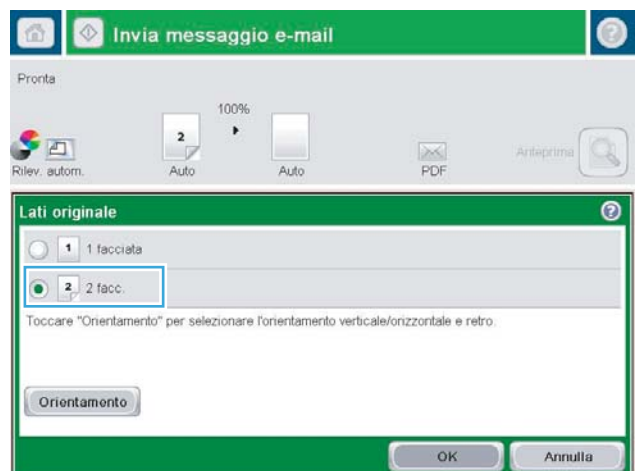 Invia messaggio e-mail
Pronta
100%
2
Rilev. autom.
Auto
Auto
PDF
Anteprima
Lati originale
1 1 facciata
2 2 facc.
Toccare "Orientamento" per selezionare l'orientamento verticale/orizzontale e retro.
Orientamento
OK
Annulla